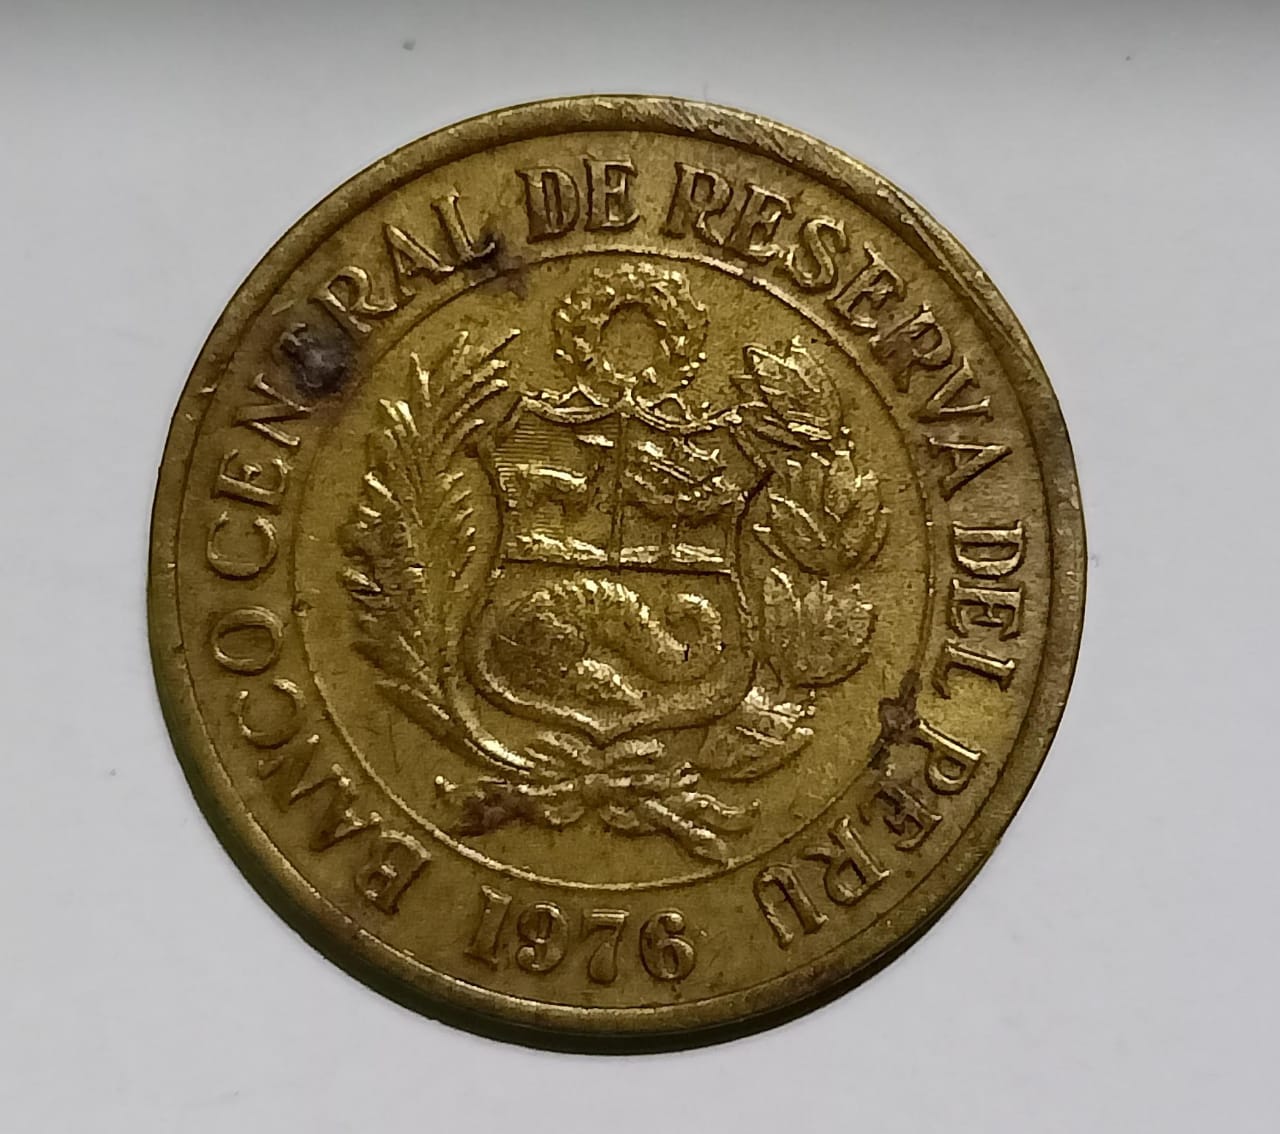 BANCO CENTRAL DE RESERVA DEL PERU
1976